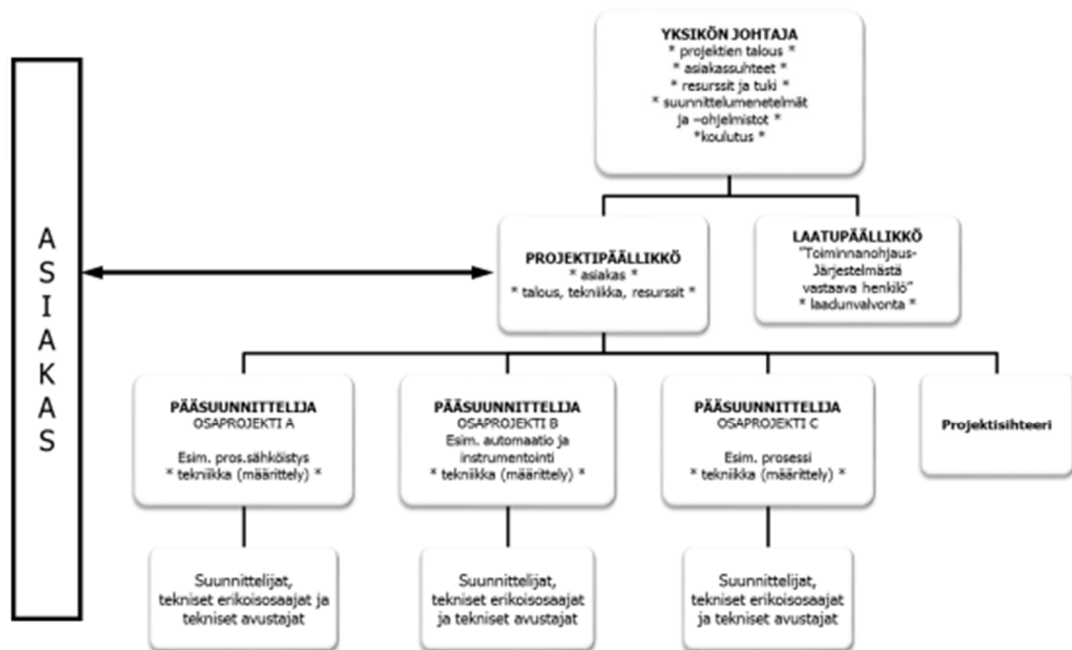 YKSIKÖN JOHTAJA
* projektien talous *
* asiakassuhteet *
* resurssit ja tuki *
* suunnittelumenetelmät
ja –ohjelmistot *
*koulutus *
ASIAKAS
PROJEKTIPÄÄLLIKKÖ
* asiakas *
* talous, tekniikka, resurssit *
LAATUPÄÄLLIKKÖ
"Toiminnanohjaus-
Järjestelmästä
vastaava henkilö"
* laadunvalvonta *
PÄÄSUUNNITTELIJA
OSAPROJEKTI A
Esim. pros.sähköistys
* tekniikka (määrittely) *
PÄÄSUUNNITTELIJA
OSAPROJEKTI B
Esim. automaatio ja
instrumentointi
* tekniikka (määrittely) *
PÄÄSUUNNITTELIJA
OSAPROJEKTI C
Esim. prosessi
* tekniikka (määrittely) *
Projektisihteeri
Suunnittelijat,
tekniset erikoisosaajat ja
tekniset avustajat
Suunnittelijat,
tekniset erikoisosaajat
ja tekniset avustajat
Suunnittelijat,
tekniset erikoisosaajat
ja tekniset avustajat